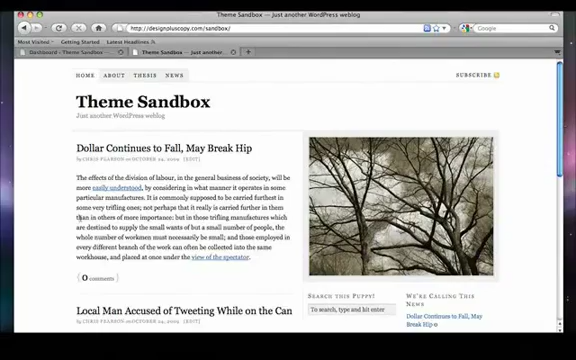 Theme Sandbox — Just another WordPress weblog
http://designpluscopy.com/sandbox/
Google
Most Visited
Getting Started
Latest Headlines
Dashboard - Theme Sandbox —...
Theme Sandbox — Just another...
HOME ABOUT THESIS NEWS
SUBSCRIBE
Theme Sandbox
Just another WordPress weblog
Dollar Continues to Fall, May Break Hip
by CHRIS PEARSON on OCTOBER 24, 2009 [EDIT]
The effects of the division of labour, in the general business of society, will be
more easily understood, by considering in what manner it operates in some
particular manufactures. It is commonly supposed to be carried furthest in
some very trifling ones; not perhaps that it really is carried further in them
than in others of more importance: but in those trifling manufactures which
are destined to supply the small wants of but a small number of people, the
whole number of workmen must necessarily be small; and those employed in
every different branch of the work can often be collected into the same
workhouse, and placed at once under the view of the spectator.
{ 0 comments }
Local Man Accused of Tweeting While on the Can
by CHRIS PEARSON on OCTOBER 24, 2009 [EDIT]
SEARCH THIS PUPPY!
To search, type and hit enter
WE'RE CALLING THIS
NEWS
Dollar Continues to Fall, May
Break Hip 0